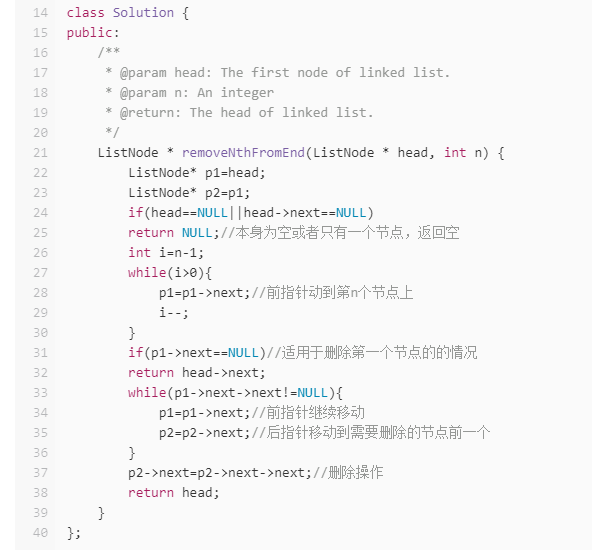 14 class Solution {
15 public:
16     /**
17      * @param head: The first node of linked list.
18      * @param n: An integer
19      * @return: The head of linked list.
20      */
21     ListNode * removeNthFromEnd(ListNode * head, int n) {
22         ListNode* p1=head;
23         ListNode* p2=p1;
24         if(head==NULL||head->next==NULL)
25         return NULL;//本身为空或者只有一个节点，返回空
26         int i=n-1;
27         while(i>0){
28             p1=p1->next;//前指针动到第n个节点上
29             i--;
30         }
31         if(p1->next==NULL)//适用于删除第一个节点的的情况
32         return head->next;
33         while(p1->next->next!=NULL){
34             p1=p1->next;//前指针继续移动
35             p2=p2->next;//后指针移动到需要删除的节点前一个
36         }
37         p2->next=p2->next->next;//删除操作
38         return head;
39     }
40 };